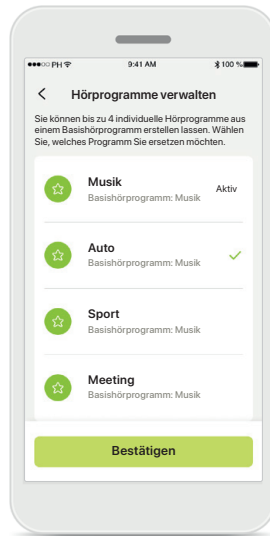 PH 9:41 AM 100 %
Hörprogramme verwalten
Sie können bis zu 4 individuelle Hörprogramme aus
einem Basishörprogramm erstellen lassen. Wählen
Sie, welches Programm Sie ersetzen möchten.
Musik
Aktiv
Basishörprogramm: Musik
Auto
Basishörprogramm: Musik
Sport
Basishörprogramm: Musik
Meeting
Basishörprogramm: Musik
Bestätigen